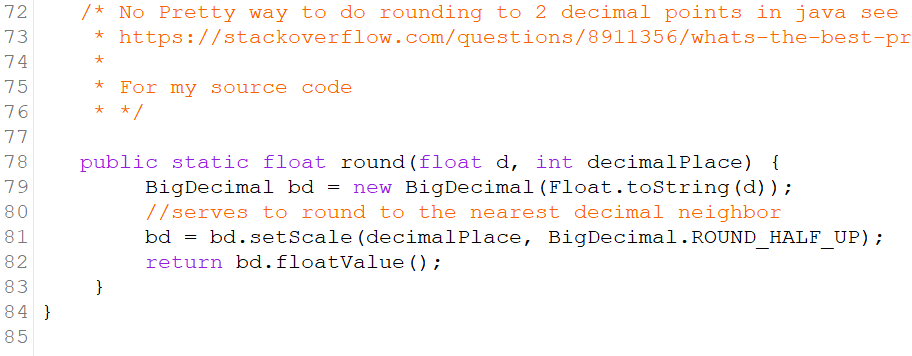 72 /* No Pretty way to do rounding to 2 decimal points in java see
73 * https://stackoverflow.com/questions/8911356/whats-the-best-pr
74 *
75 * For my source code
76 * */
77
78 public static float round(float d, int decimalPlace) {
79 BigDecimal bd = new BigDecimal(Float.toString(d));
80 //serves to round to the nearest decimal neighbor
81 bd = bd.setScale(decimalPlace, BigDecimal.ROUND_HALF_UP);
82 return bd.floatValue();
83 }
84 }
85